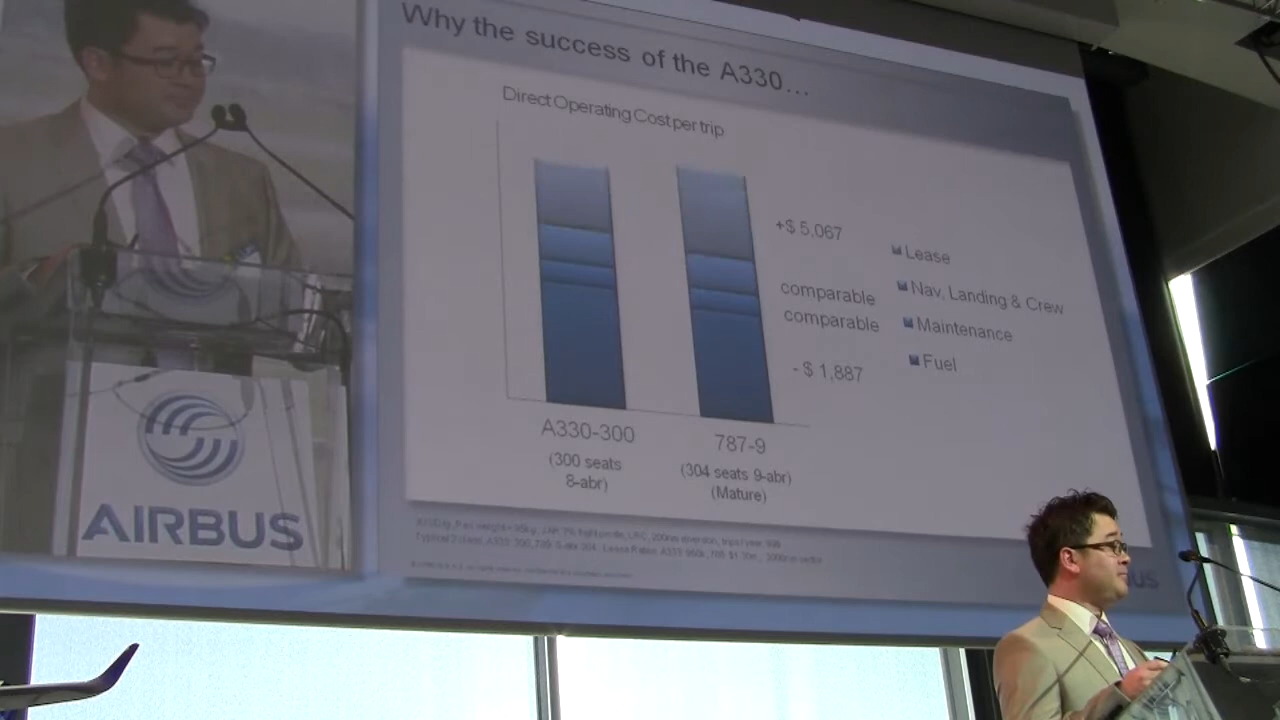 Why the success of the A330...
Direct Operating Cost per trip
+$ 5,067
comparable
comparable
- $ 1,887
Lease
Nav, Landing & Crew
Maintenance
Fuel
A330-300
(300 seats
8-abr)
787-9
(304 seats 9-abr)
(Mature)
AIRBUS